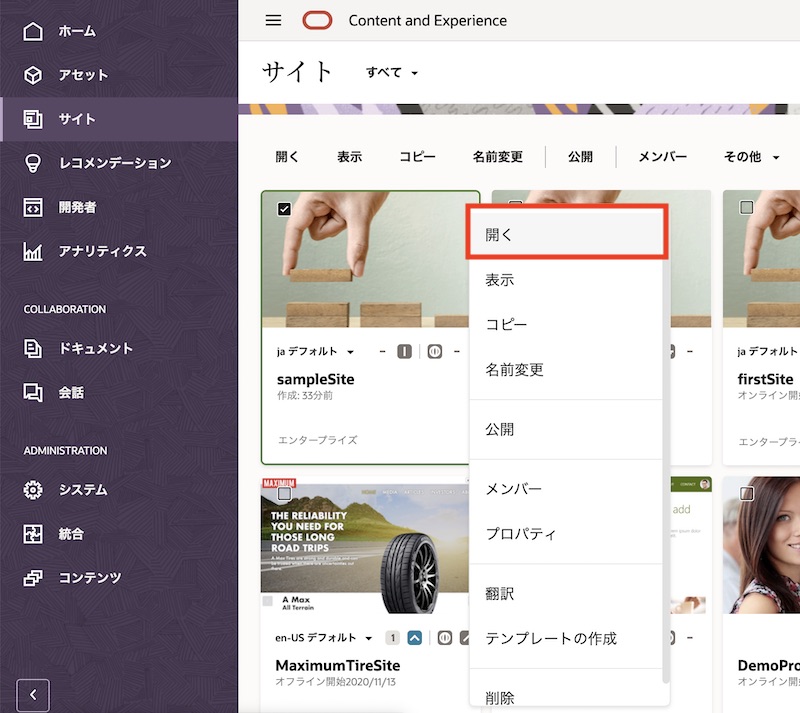 ホーム
アセット
サイト
レコメンデーション
開発者
アナリティクス
COLLABORATION
ドキュメント
会話
ADMINISTRATION
システム
統合
コンテンツ
Content and Experience
サイト
すべて
開く 表示 コピー 名前変更 公開 メンバー その他
ja デフォルト
sampleSite
作成: 33分前
エンタープライズ
開く
表示
コピー
名前変更
公開
メンバー
プロパティ
翻訳
テンプレートの作成
削除
ja デフォルト
firstSite
オンライン開始
エンタープラ
MAXIMUM
THE RELIABILITY
YOU NEED FOR
THOSE LONG
ROAD TRIPS
A Max
All Terrain
en-US デフォルト
1
MaximumTireSite
オフライン開始2020/11/13
CONTACT
add
DemoPro
オンライン開始